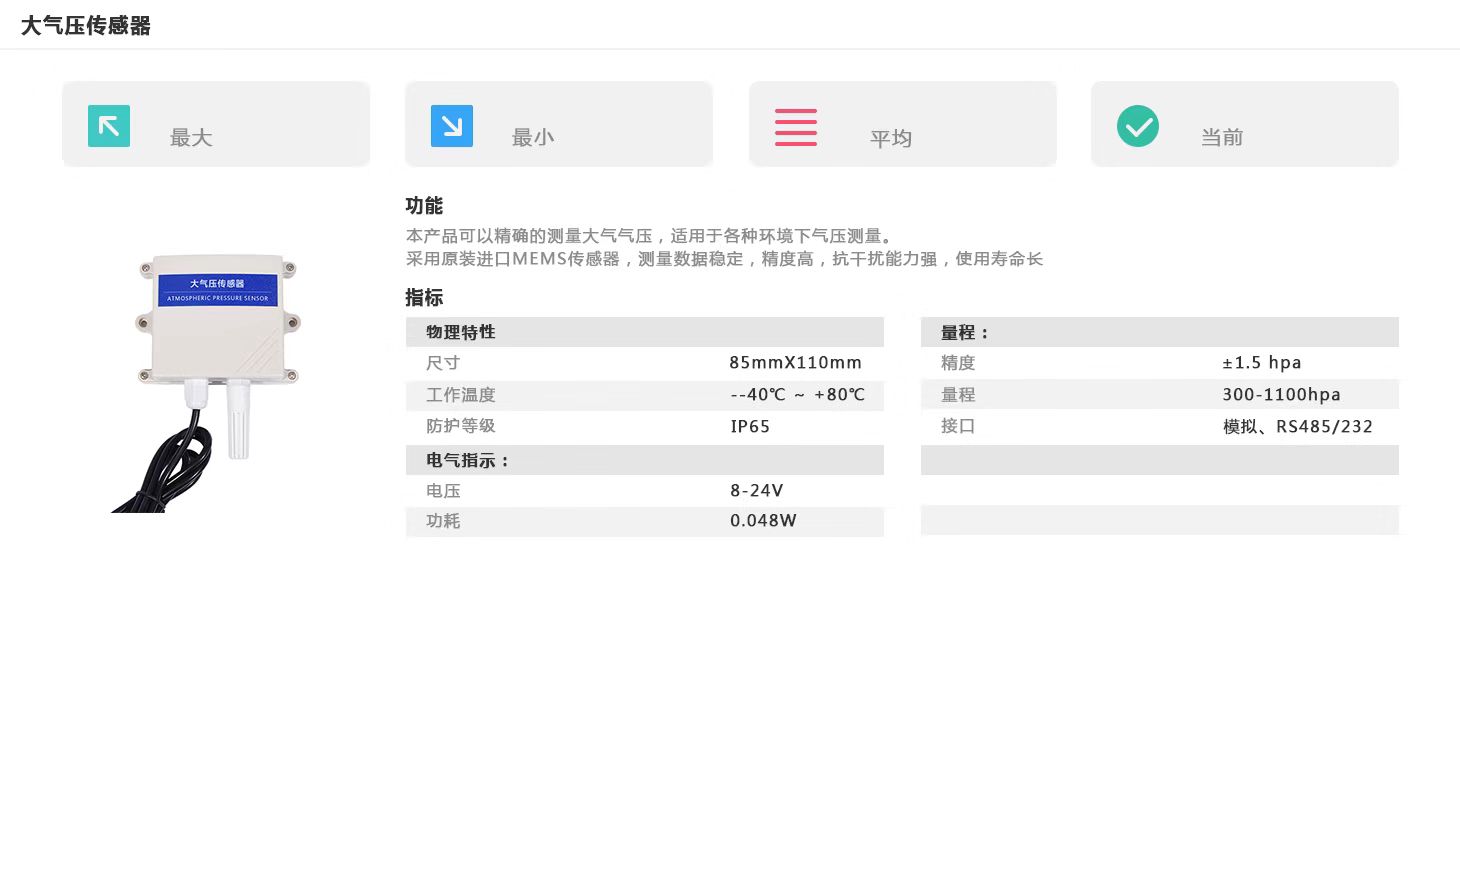 大气压传感器
最大
最小
平均
当前
功能
本产品可以精确的测量大气气压，适用于各种环境下气压测量。
采用原装进口MEMS传感器，测量数据稳定，精度高，抗干扰能力强，使用寿命长
大气压传感器
ATMOSPHERIC PRESSURE SENSOR
指标
物理特性
尺寸 85mmX110mm
工作温度 --40℃ ~ +80℃
防护等级 IP65
电气指示：
电压 8-24V
功耗 0.048W
量程：
精度 ±1.5 hpa
量程 300-1100hpa
接口 模拟、RS485/232